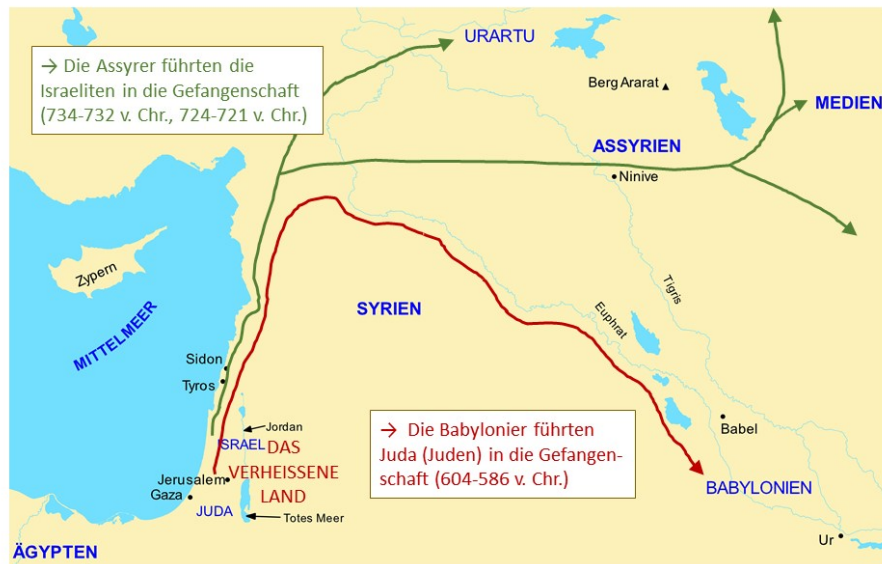 URARTU
→ Die Assyrer führten die
Israeliten in die Gefangenschaft
(734-732 v. Chr., 724-721 v. Chr.)
Berg Ararat
MEDIEN
ASSYRIEN
Ninive
Zypern
MITTELMEER
SYRIEN
Tigris
Euphrat
Sidon
Tyros
Jordan
ISRAEL DAS
VERHEISSENE
LAND
Jerusalem
Gaza
JUDA
Totes Meer
→ Die Babylonier führten
Juda (Juden) in die Gefangen-
schaft (604-586 v. Chr.)
Babel
BABYLONIEN
Ur
ÄGYPTEN